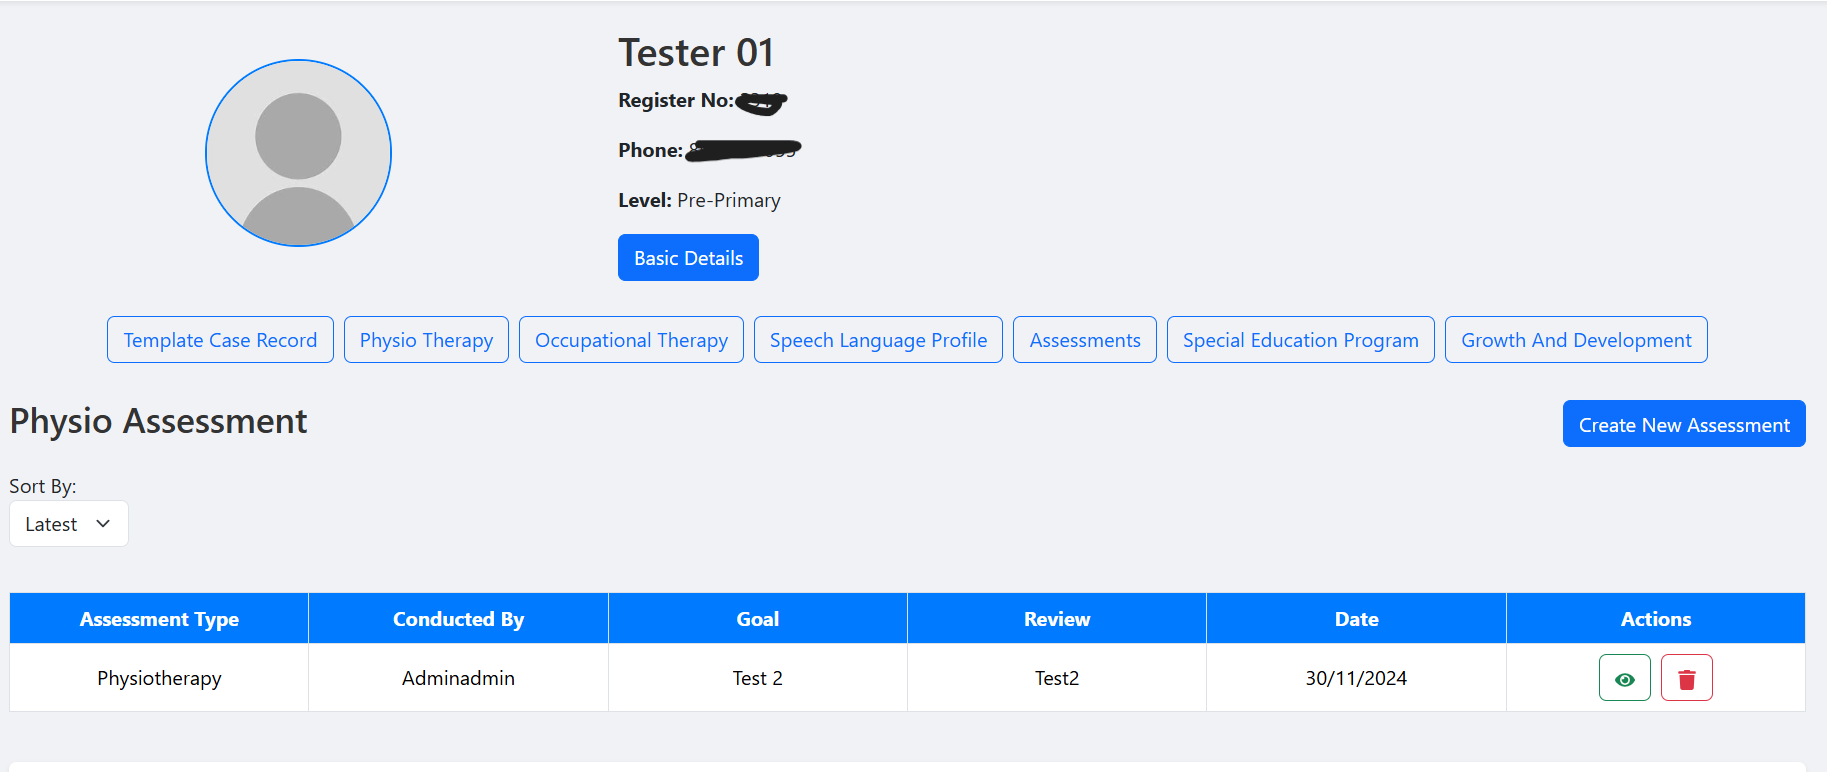 Tester 01
Register No:
Phone:
Level: Pre-Primary
Basic Details
Template Case Record Physio Therapy Occupational Therapy Speech Language Profile Assessments Special Education Program Growth And Development
Physio Assessment
Create New Assessment
Sort By:
Latest
Assessment Type Conducted By Goal Review Date Actions
Physiotherapy Adminadmin Test 2 Test2 30/11/2024